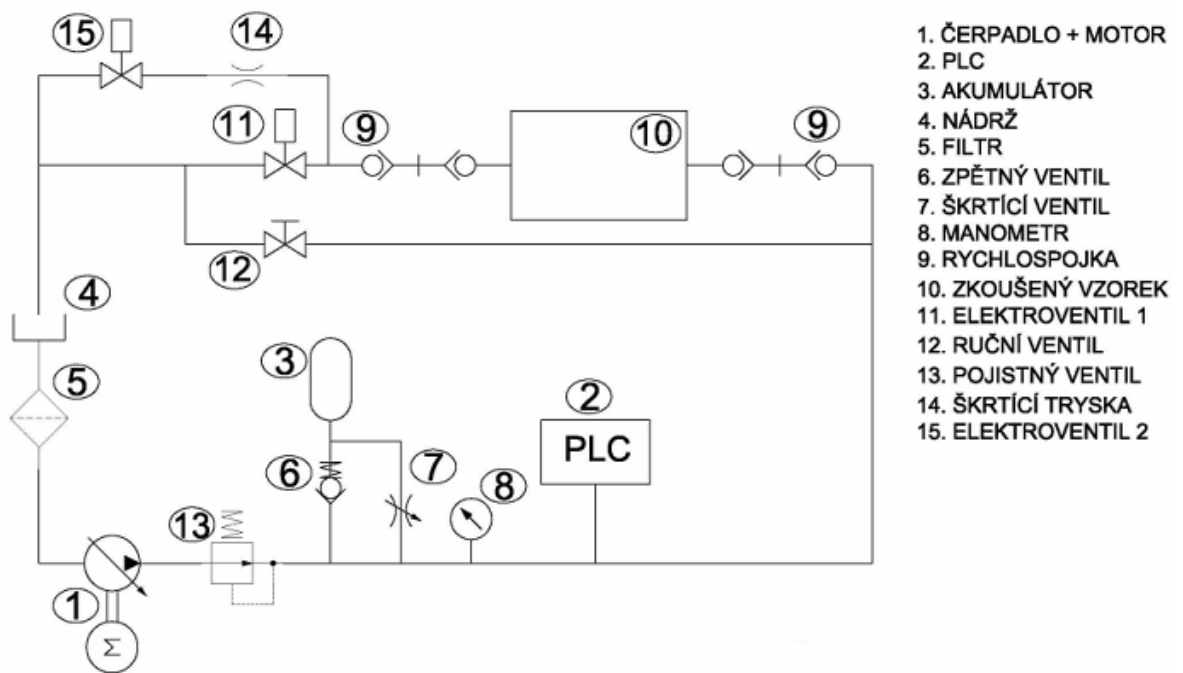 15
14
11
9
10
9
12
4
3
5
2
PLC
6
7
8
13
1
Σ
1. ČERPADLO + MOTOR
2. PLC
3. AKUMULÁTOR
4. NÁDRŽ
5. FILTR
6. ZPĚTNÝ VENTIL
7. ŠKRTÍCÍ VENTIL
8. MANOMETR
9. RYCHLOSPOJKA
10. ZKOUŠENÝ VZOREK
11. ELEKTROVENTIL 1
12. RUČNÍ VENTIL
13. POJISTNÝ VENTIL
14. ŠKRTÍCÍ TRYSKA
15. ELEKTROVENTIL 2